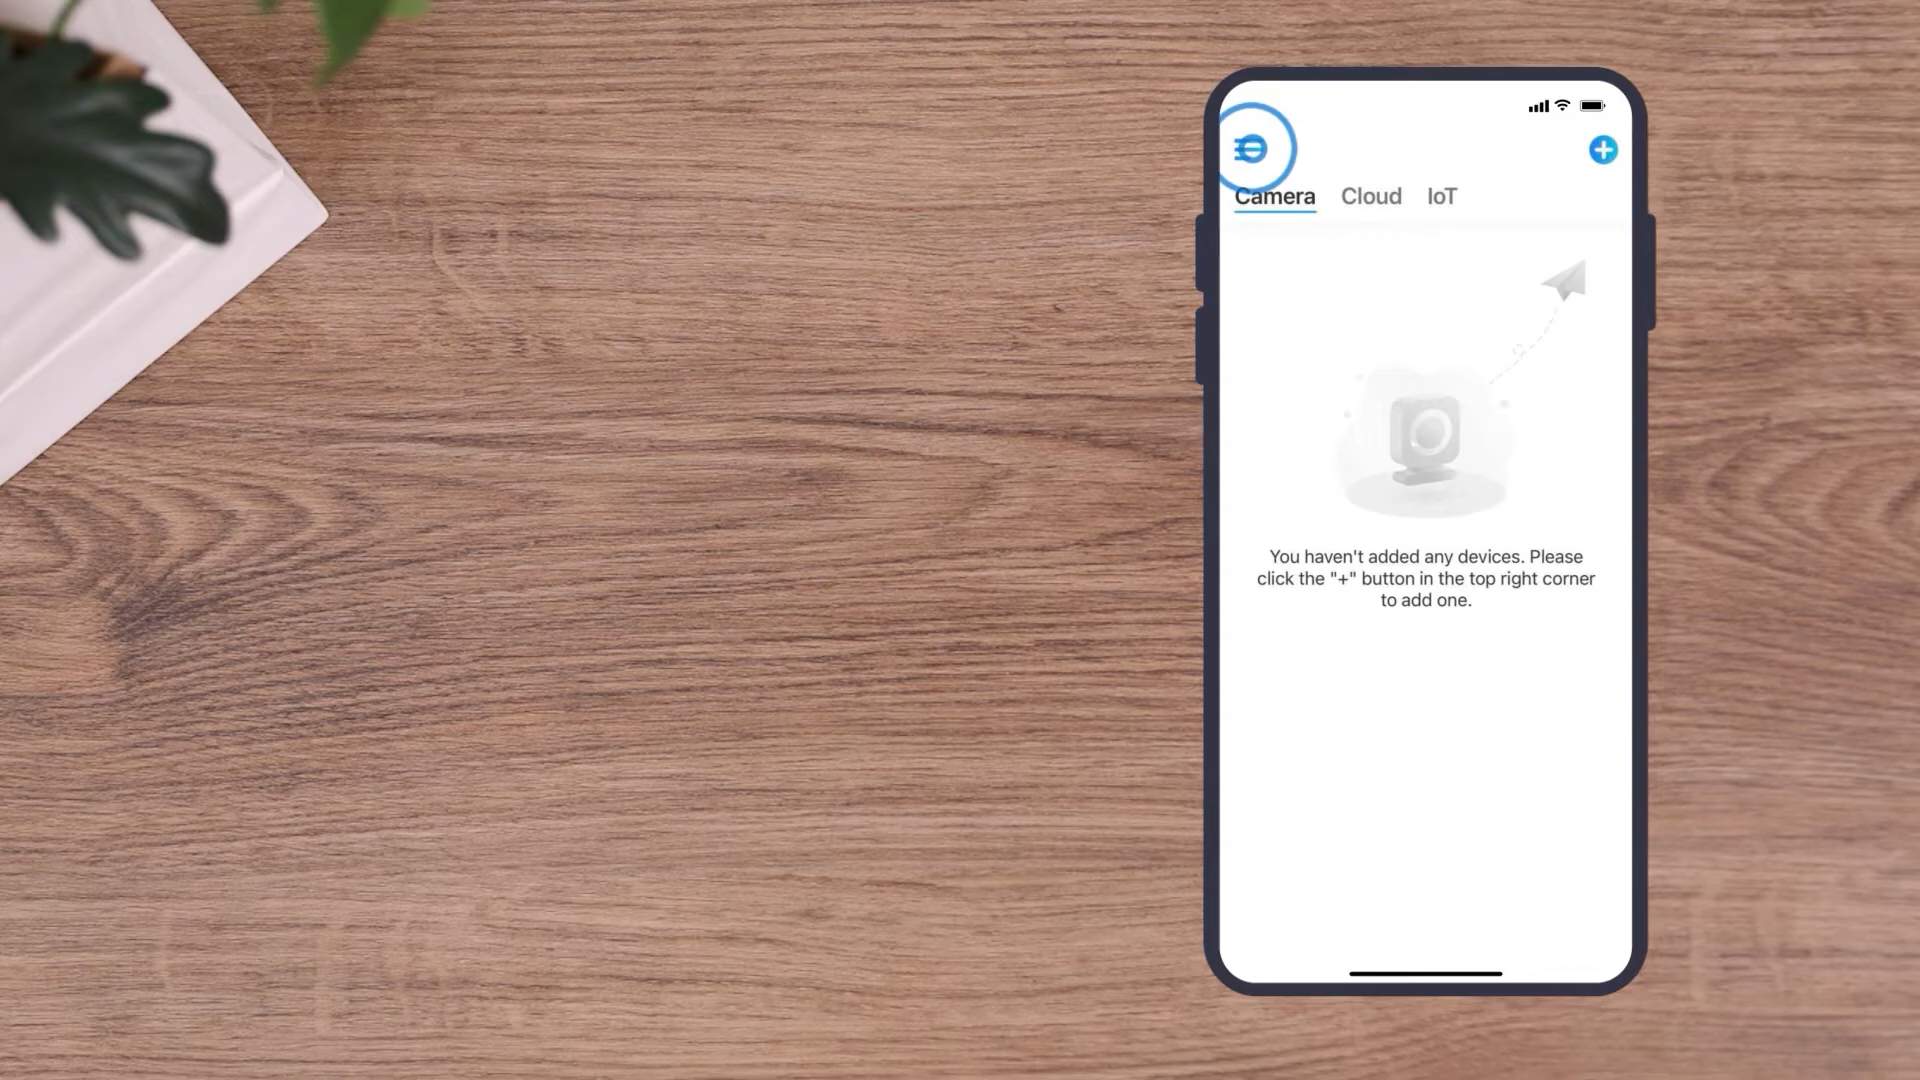 Camera Cloud IoT
You haven't added any devices. Please
click the "+" button in the top right corner
to add one.